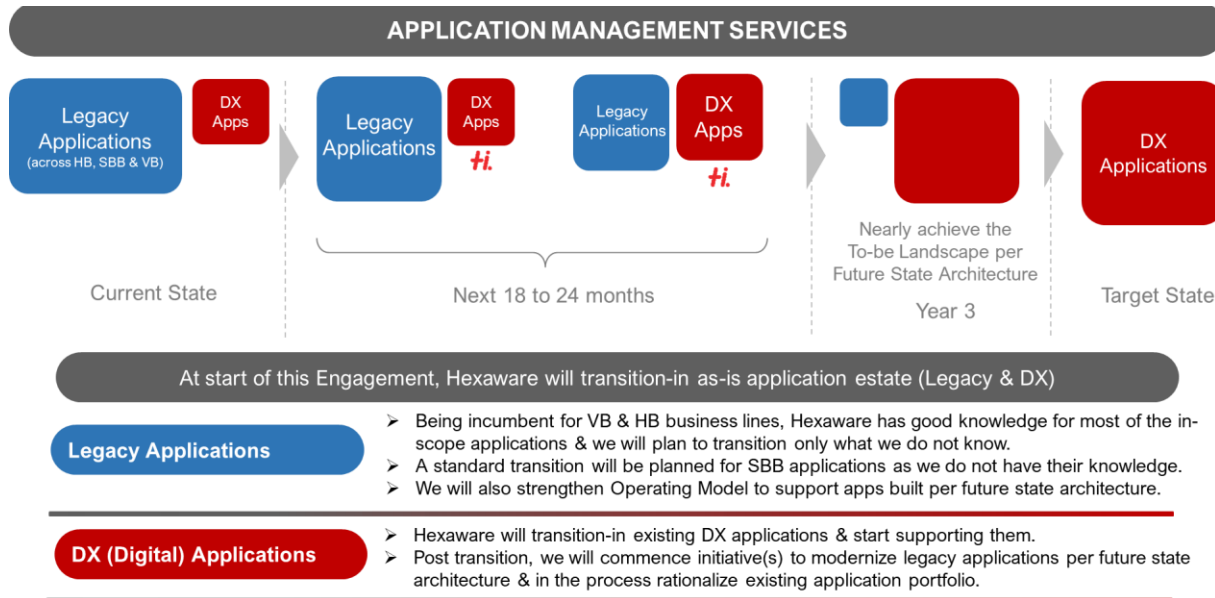 APPLICATION MANAGEMENT SERVICES
Legacy
Applications
(across HB, SBB & VB)
DX
Apps
Legacy
Applications
DX
Apps
ti.
Legacy
Applications
DX
Apps
ti.
DX
Applications
Nearly achieve the
To-be Landscape per
Future State Architecture
Current State
Next 18 to 24 months
Year 3
Target State
At start of this Engagement, Hexaware will transition-in as-is application estate (Legacy & DX)
Legacy Applications
➢ Being incumbent for VB & HB business lines, Hexaware has good knowledge for most of the in-
scope applications & we will plan to transition only what we do not know.
➢ A standard transition will be planned for SBB applications as we do not have their knowledge.
➢ We will also strengthen Operating Model to support apps built per future state architecture.
DX (Digital) Applications
➢ Hexaware will transition-in existing DX applications & start supporting them.
➢ Post transition, we will commence initiative(s) to modernize legacy applications per future state
architecture & in the process rationalize existing application portfolio.